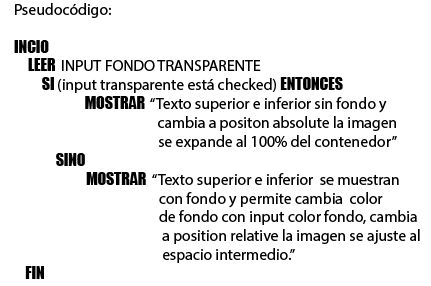 Pseudocódigo:
INCIO
LEER INPUT FONDO TRANSPARENTE
SI (input transparente está checked) ENTONCES
MOSTRAR “Texto superior e inferior sin fondo y
cambia a positon absolute la imagen
se expande al 100% del contenedor”
SINO
MOSTRAR “Texto superior e inferior se muestran
con fondo y permite cambia color
de fondo con input color fondo, cambia
a position relative la imagen se ajuste al
espacio intermedio.”
FIN